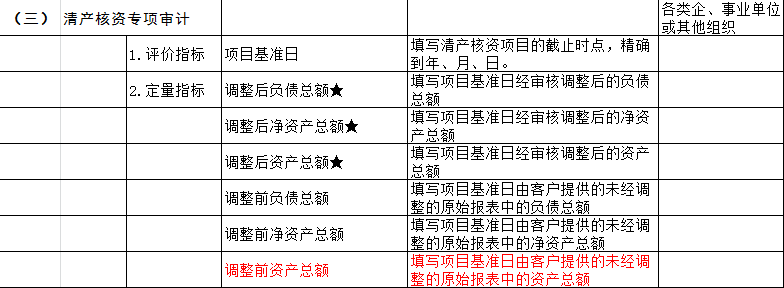 （三） 清产核资专项审计 各类企、事业单位
或其他组织
1.评价指标 项目基准日 填写清产核资项目的截止时点，精确
到年、月、日。
2.定量指标 调整后负债总额★ 填写项目基准日经审核调整后的负债
总额
调整后净资产总额★ 填写项目基准日经审核调整后的净资
产总额
调整后资产总额★ 填写项目基准日经审核调整后的资产
总额
调整前负债总额 填写项目基准日由客户提供的未经调
整的原始报表中的负债总额
调整前净资产总额 填写项目基准日由客户提供的未经调
整的原始报表中的净资产总额
调整前资产总额 填写项目基准日由客户提供的未经调
整的原始报表中的资产总额